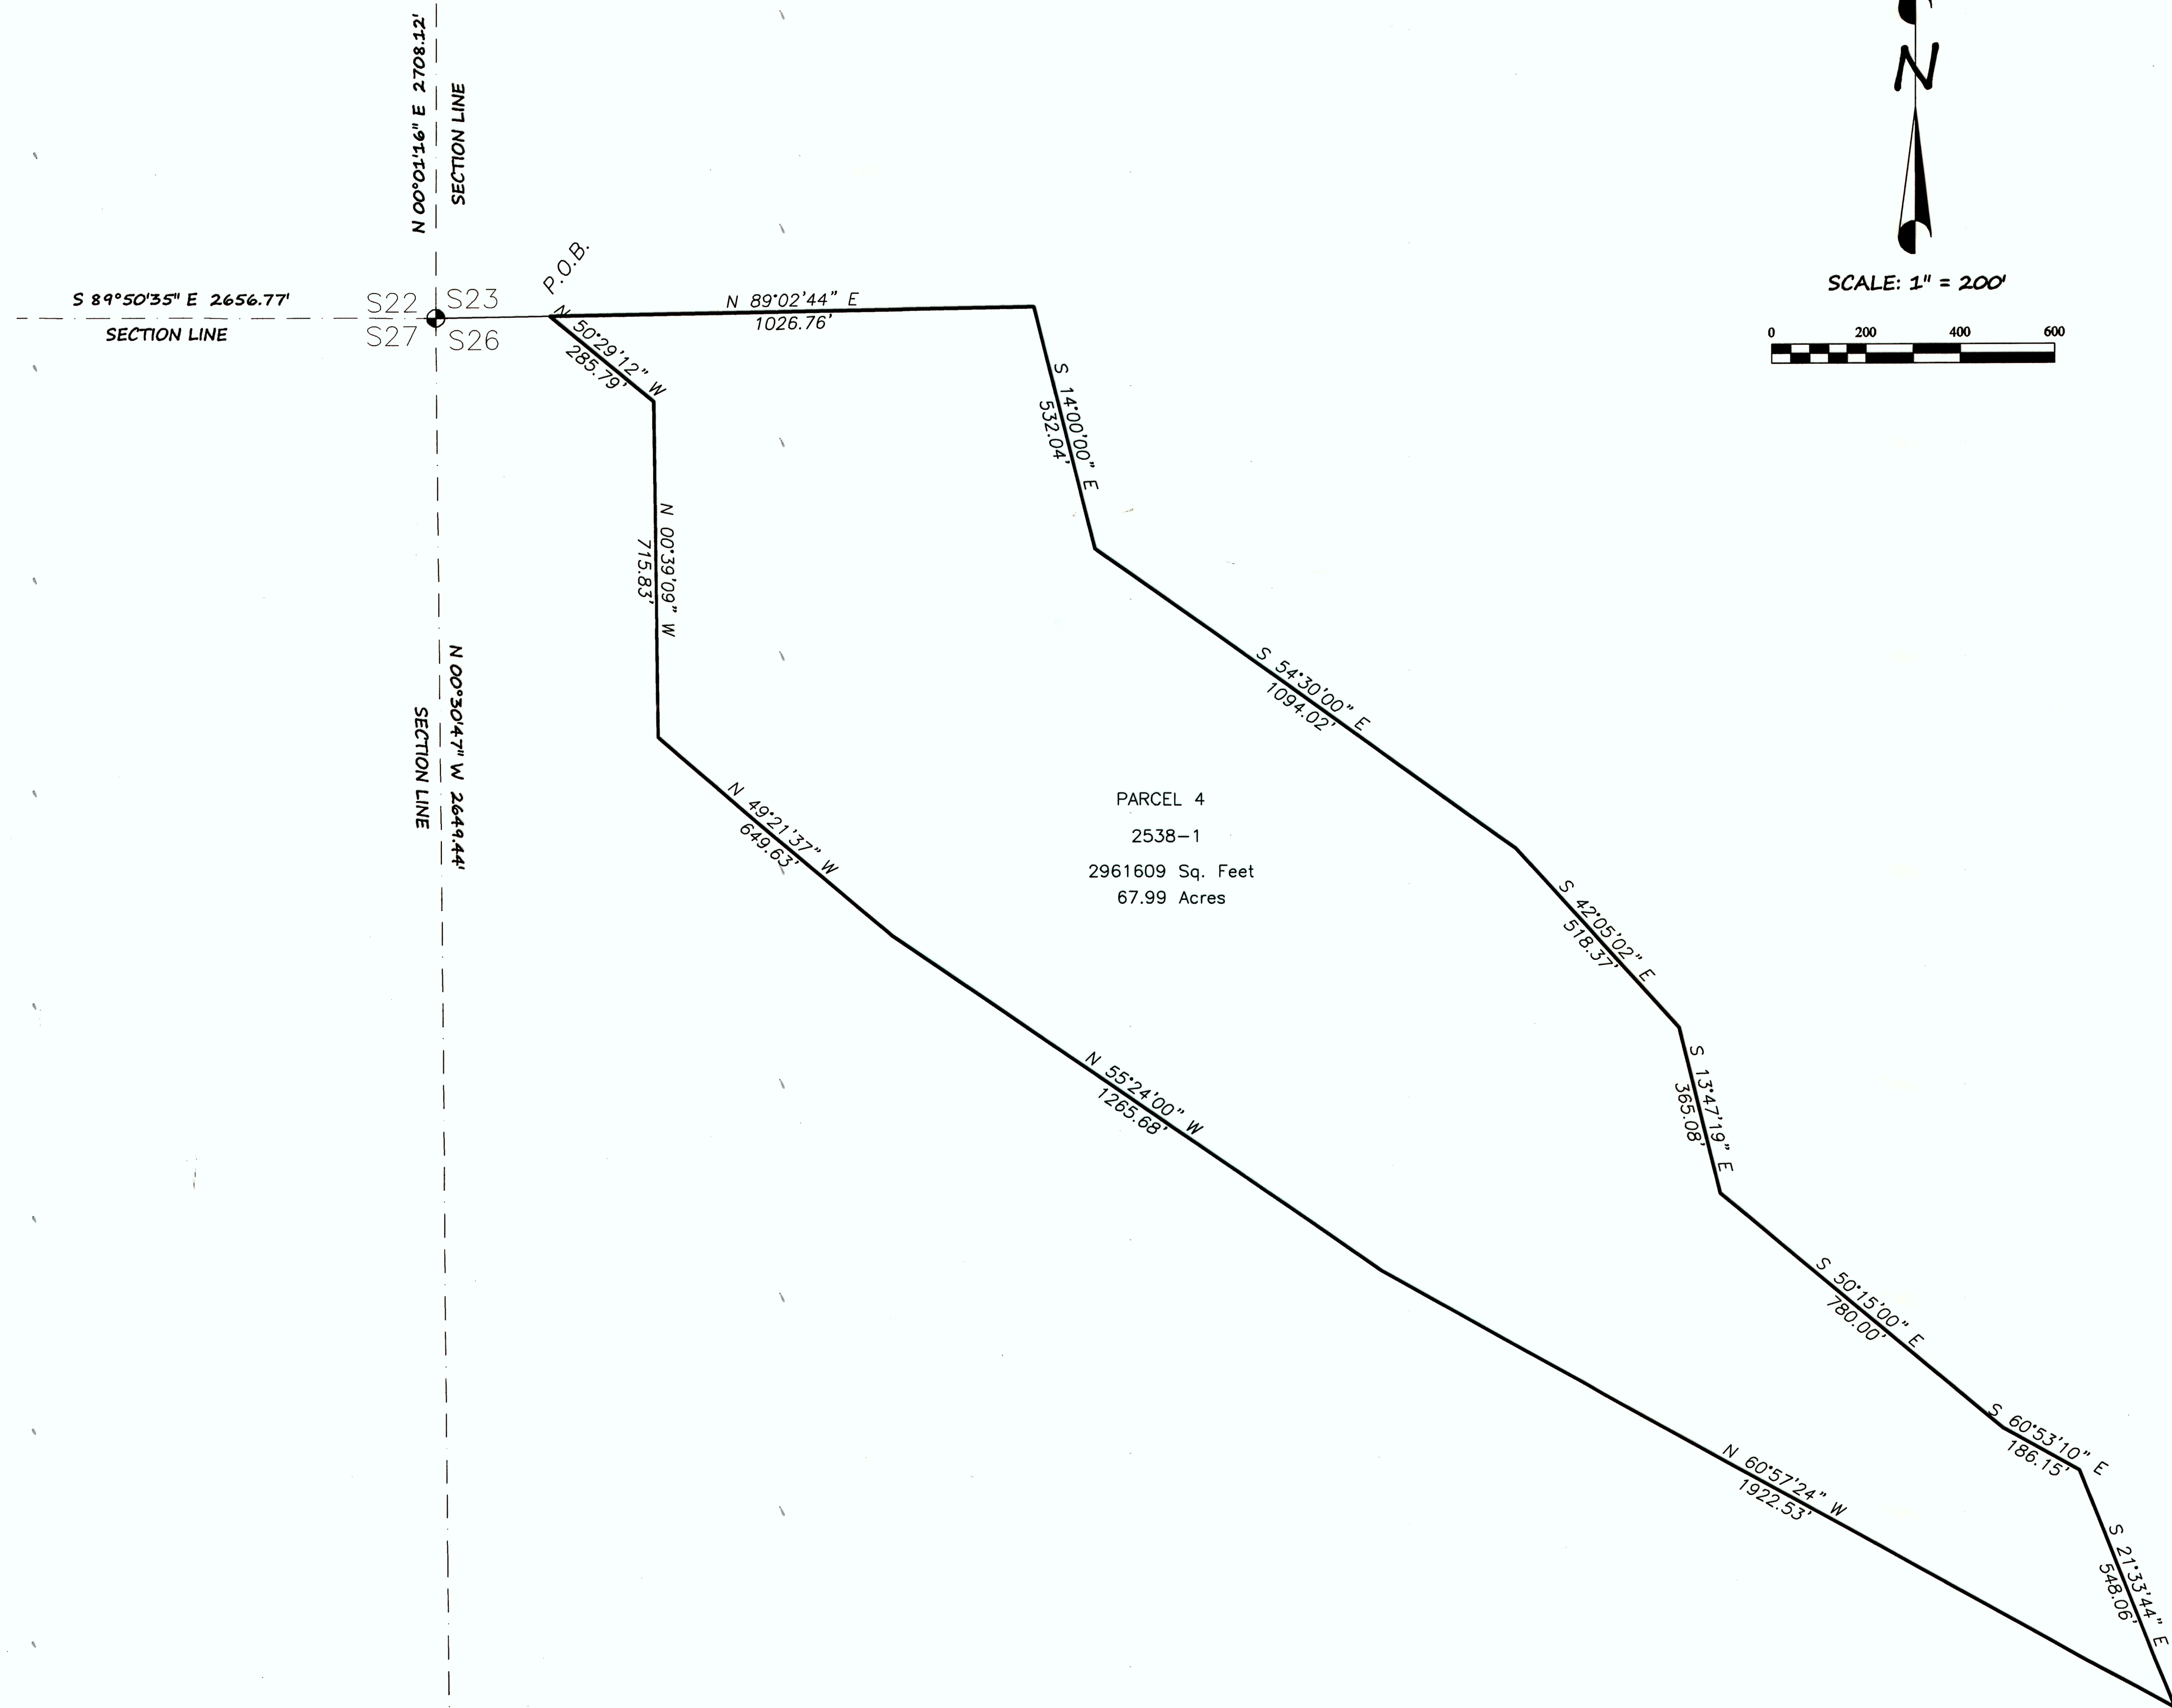 N 00°01'16" E 2708.12'
SECTION LINE
N
SCALE: 1" = 200'
0 200 400 600
S 89°50'35" E 2656.77'
SECTION LINE
S22 S23
S27 S26
P.O.B.
N 89°02'44" E
1026.76'
N 50°29'12" W
285.79'
S 14°00'00" E
532.04'
N 00°39'09" W
715.83'
N 00°30'47" W 2649.44'
SECTION LINE
S 54°30'00" E
1094.02'
N 49°21'37" W
649.63'
PARCEL 4
2538-1
2961609 Sq. Feet
67.99 Acres
S 42°05'02" E
518.37'
S 13°47'19" E
365.08'
N 55°24'00" W
1265.68'
S 50°15'00" E
780.00'
S 60°53'10" E
186.15'
N 60°57'24" W
1922.53'
S 21°33'44" E
548.06'